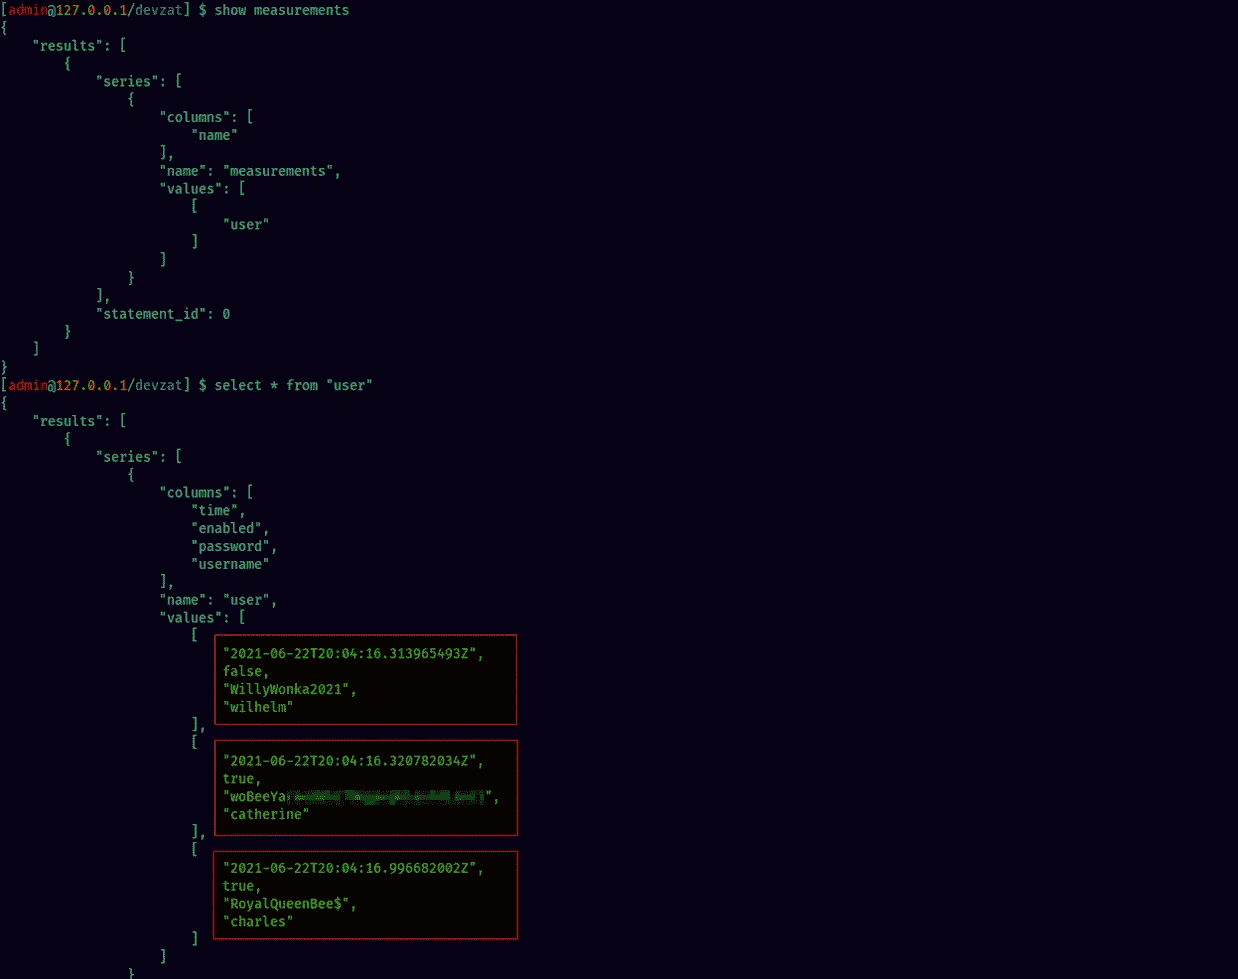 [admin@127.0.0.1/devzat] $ show measurements
{
    "results": [
        {
            "series": [
                {
                    "columns": [
                        "name"
                    ],
                    "name": "measurements",
                    "values": [
                        [
                            "user"
                        ]
                    ]
                }
            ],
            "statement_id": 0
        }
    ]
}
[admin@127.0.0.1/devzat] $ select * from "user"
{
    "results": [
        {
            "series": [
                {
                    "columns": [
                        "time",
                        "enabled",
                        "password",
                        "username"
                    ],
                    "name": "user",
                    "values": [
                        [
                            "2021-06-22T20:04:16.313965493Z",
                            false,
                            "WillyWonka2021",
                            "wilhelm"
                        ],
                        [
                            "2021-06-22T20:04:16.320782034Z",
                            true,
                            "woBeeYa",
                            "catherine"
                        ],
                        [
                            "2021-06-22T20:04:16.996682002Z",
                            true,
                            "RoyalQueenBee$",
                            "charles"
                        ]
                    ]
                }